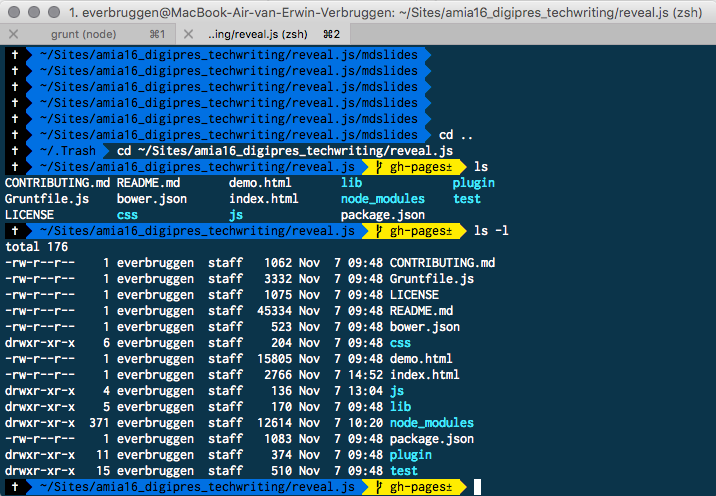 1. everbruggen@MacBook-Air-van-Erwin-Verbruggen: ~/Sites/amia16_digipres_techwriting/reveal.js (zsh)
× grunt (node) ⌘1 × ..ing/reveal.js (zsh) ⌘2
✝ ~/Sites/amia16_digipres_techwriting/reveal.js/mdslides
✝ ~/Sites/amia16_digipres_techwriting/reveal.js/mdslides
✝ ~/Sites/amia16_digipres_techwriting/reveal.js/mdslides
✝ ~/Sites/amia16_digipres_techwriting/reveal.js/mdslides
✝ ~/Sites/amia16_digipres_techwriting/reveal.js/mdslides
✝ ~/Sites/amia16_digipres_techwriting/reveal.js/mdslides cd ..
✝ ~/.Trash cd ~/Sites/amia16_digipres_techwriting/reveal.js
✝ ~/Sites/amia16_digipres_techwriting/reveal.js gh-pages± ls
CONTRIBUTING.md README.md demo.html lib plugin
Gruntfile.js bower.json index.html node_modules test
LICENSE css js package.json
✝ ~/Sites/amia16_digipres_techwriting/reveal.js gh-pages± ls -l
total 176
-rw-r--r-- 1 everbruggen staff 1062 Nov 7 09:48 CONTRIBUTING.md
-rw-r--r-- 1 everbruggen staff 3332 Nov 7 09:48 Gruntfile.js
-rw-r--r-- 1 everbruggen staff 1075 Nov 7 09:48 LICENSE
-rw-r--r-- 1 everbruggen staff 45334 Nov 7 09:48 README.md
-rw-r--r-- 1 everbruggen staff 523 Nov 7 09:48 bower.json
drwxr-xr-x 6 everbruggen staff 204 Nov 7 09:48 css
-rw-r--r-- 1 everbruggen staff 15805 Nov 7 09:48 demo.html
-rw-r--r-- 1 everbruggen staff 2766 Nov 7 14:52 index.html
drwxr-xr-x 4 everbruggen staff 136 Nov 7 13:04 js
drwxr-xr-x 5 everbruggen staff 170 Nov 7 09:48 lib
drwxr-xr-x 371 everbruggen staff 12614 Nov 7 10:20 node_modules
-rw-r--r-- 1 everbruggen staff 1083 Nov 7 09:48 package.json
drwxr-xr-x 11 everbruggen staff 374 Nov 7 09:48 plugin
drwxr-xr-x 15 everbruggen staff 510 Nov 7 09:48 test
✝ ~/Sites/amia16_digipres_techwriting/reveal.js gh-pages±